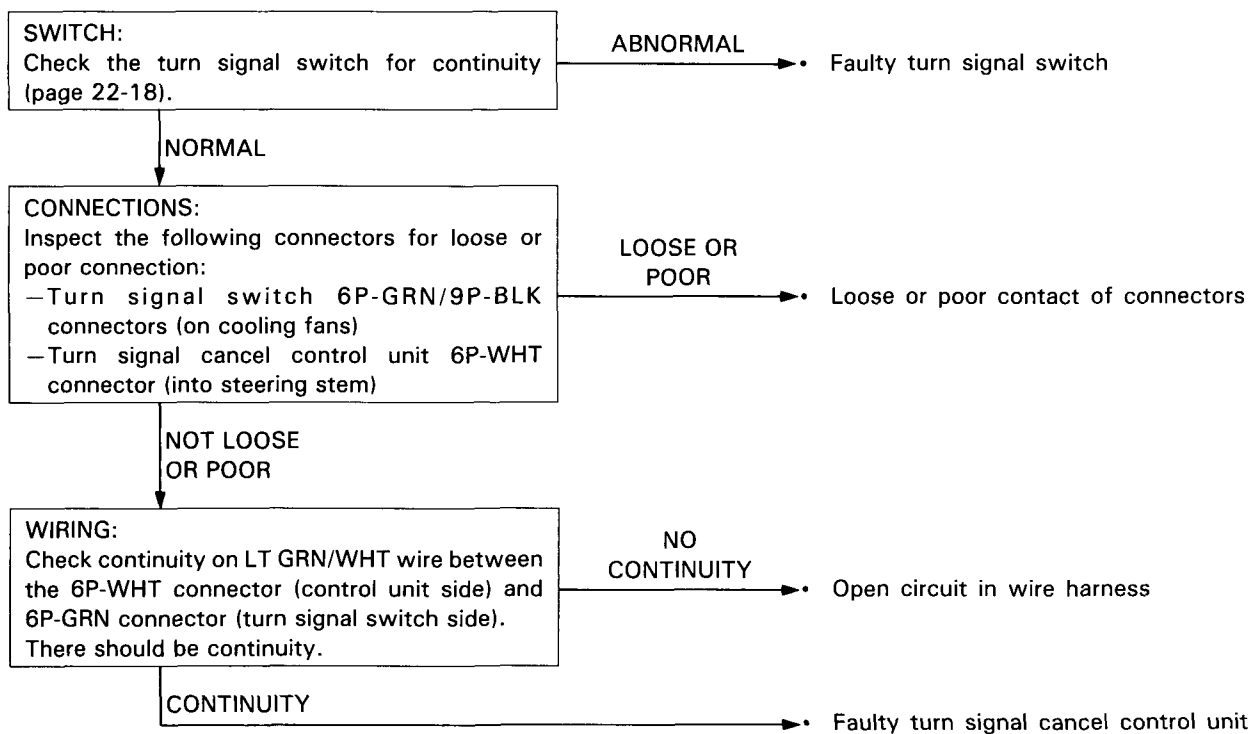 SWITCH:
Check the turn signal switch for continuity
(page 22-18).
ABNORMAL
• Faulty turn signal switch
NORMAL
CONNECTIONS:
Inspect the following connectors for loose or
poor connection:
—Turn signal switch 6P-GRN/9P-BLK
connectors (on cooling fans)
—Turn signal cancel control unit 6P-WHT
connector (into steering stem)
LOOSE OR
POOR
• Loose or poor contact of connectors
NOT LOOSE
OR POOR
WIRING:
Check continuity on LT GRN/WHT wire between
the 6P-WHT connector (control unit side) and
6P-GRN connector (turn signal switch side).
There should be continuity.
NO
CONTINUITY
• Open circuit in wire harness
CONTINUITY
• Faulty turn signal cancel control unit